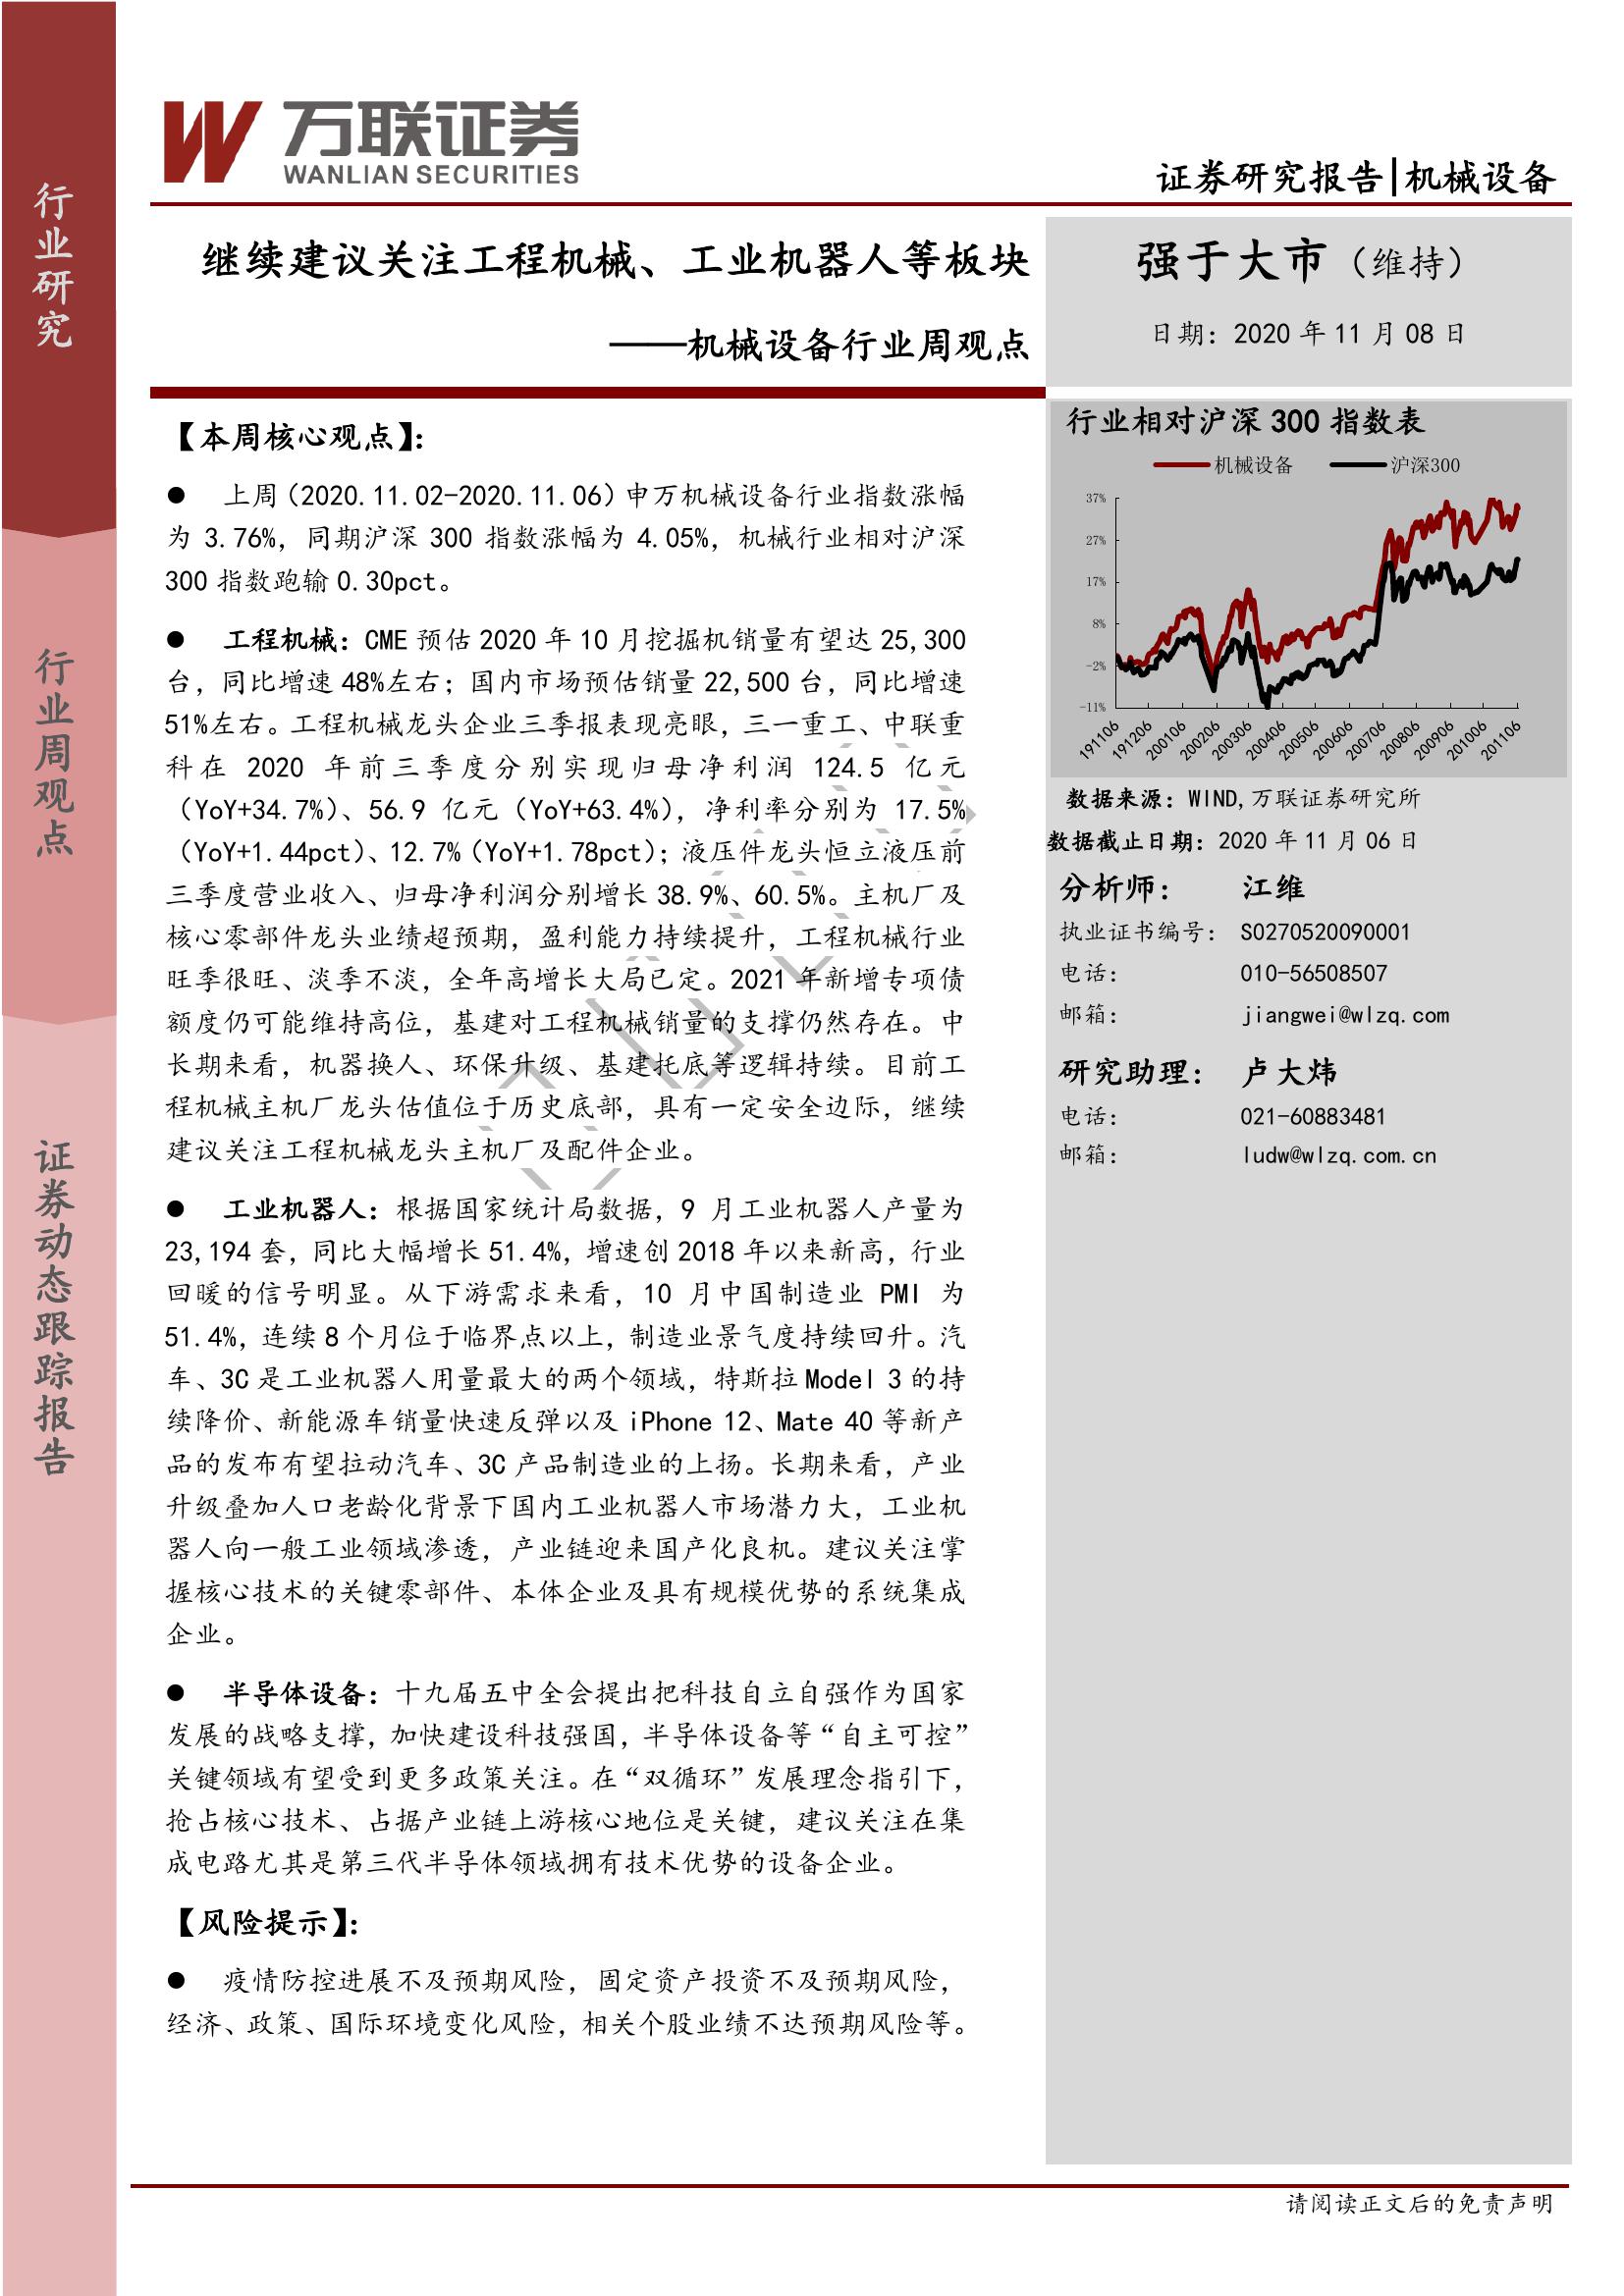 行业研究
行业周观点
证券动态跟踪报告
万联证券
WANLIAN SECURITIES
证券研究报告|机械设备
继续建议关注工程机械、工业机器人等板块
——机械设备行业周观点
强于大市（维持）
日期：2020 年 11 月 08 日
【本周核心观点】：
● 上周（2020.11.02-2020.11.06）申万机械设备行业指数涨幅
为 3.76%，同期沪深 300 指数涨幅为 4.05%，机械行业相对沪深
300 指数跑输 0.30pct。
● 工程机械：CME 预估 2020 年 10 月挖掘机销量有望达 25,300
台，同比增速 48%左右；国内市场预估销量 22,500 台，同比增速
51%左右。工程机械龙头企业三季报表现亮眼，三一重工、中联重
科在 2020 年前三季度分别实现归母净利润 124.5 亿元
（YoY+34.7%）、56.9 亿元（YoY+63.4%），净利率分别为 17.5%
（YoY+1.44pct）、12.7%（YoY+1.78pct）；液压件龙头恒立液压前
三季度营业收入、归母净利润分别增长 38.9%、60.5%。主机厂及
核心零部件龙头业绩超预期，盈利能力持续提升，工程机械行业
旺季很旺、淡季不淡，全年高增长大局已定。2021 年新增专项债
额度仍可能维持高位，基建对工程机械销量的支撑仍然存在。中
长期来看，机器换人、环保升级、基建托底等逻辑持续。目前工
程机械主机厂龙头估值位于历史底部，具有一定安全边际，继续
建议关注工程机械龙头主机厂及配件企业。
● 工业机器人：根据国家统计局数据，9 月工业机器人产量为
23,194 套，同比大幅增长 51.4%，增速创 2018 年以来新高，行业
回暖的信号明显。从下游需求来看，10 月中国制造业 PMI 为
51.4%，连续 8 个月位于临界点以上，制造业景气度持续回升。汽
车、3C 是工业机器人用量最大的两个领域，特斯拉 Model 3 的持
续降价、新能源车销量快速反弹以及 iPhone 12、Mate 40 等新产
品的发布有望拉动汽车、3C 产品制造业的上扬。长期来看，产业
升级叠加人口老龄化背景下国内工业机器人市场潜力大，工业机
器人向一般工业领域渗透，产业链迎来国产化良机。建议关注掌
握核心技术的关键零部件、本体企业及具有规模优势的系统集成
企业。
● 半导体设备：十九届五中全会提出把科技自立自强作为国家
发展的战略支撑，加快建设科技强国，半导体设备等“自主可控”
关键领域有望受到更多政策关注。在“双循环”发展理念指引下，
抢占核心技术、占据产业链上游核心地位是关键，建议关注在集
成电路尤其是第三代半导体领域拥有技术优势的设备企业。
【风险提示】：
● 疫情防控进展不及预期风险，固定资产投资不及预期风险，
经济、政策、国际环境变化风险，相关个股业绩不达预期风险等。
行业相对沪深 300 指数表
机械设备 沪深300
37%
27%
17%
8%
-2%
-11%
191106 191206 200106 200206 200306 200406 200506 200606 200706 200806 200906 201006 201106
数据来源：WIND,万联证券研究所
数据截止日期：2020 年 11 月 06 日
分析师： 江维
执业证书编号： S0270520090001
电话： 010-56508507
邮箱： jiangwei@wlzq.com
研究助理： 卢大炜
电话： 021-60883481
邮箱： ludw@wlzq.com.cn
请阅读正文后的免责声明